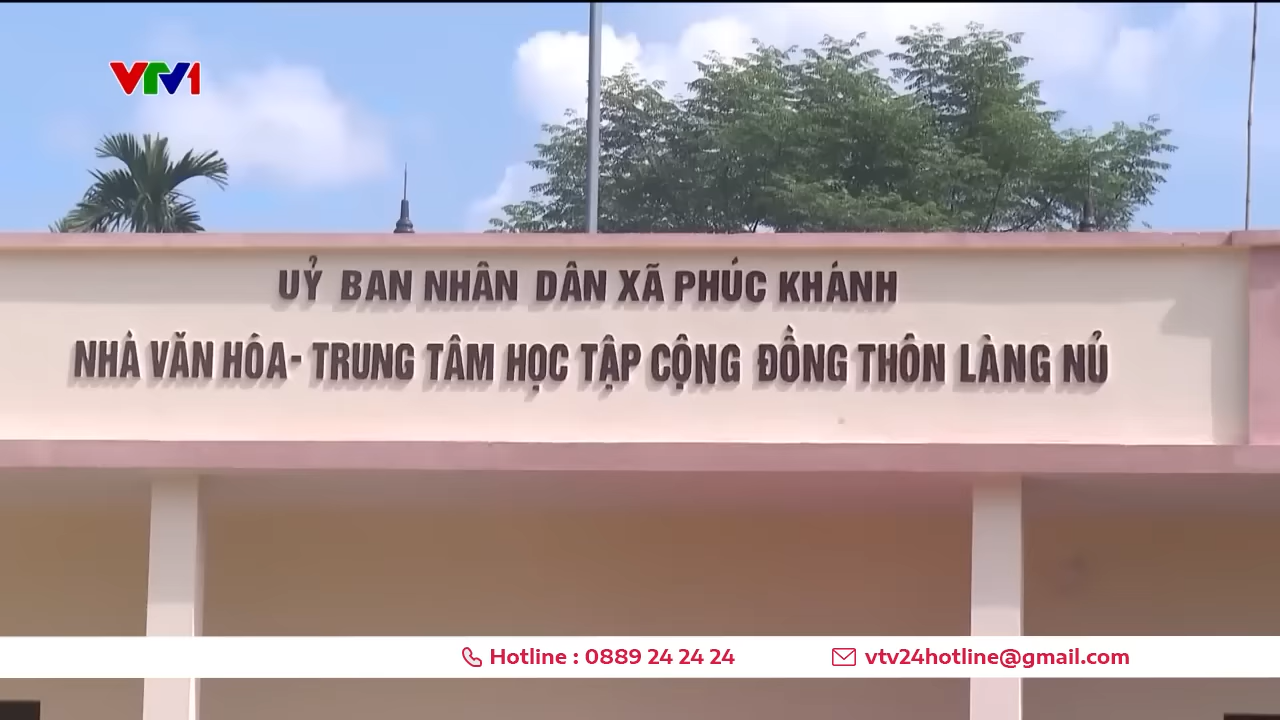 VTV1
UỶ BAN NHÂN DÂN XÃ PHÚC KHÁNH
NHÀ VĂN HÓA- TRUNG TÂM HỌC TẬP CỘNG ĐỒNG THÔN LÀNG NỦ
Hotline : 0889 24 24 24
vtv24hotline@gmail.com